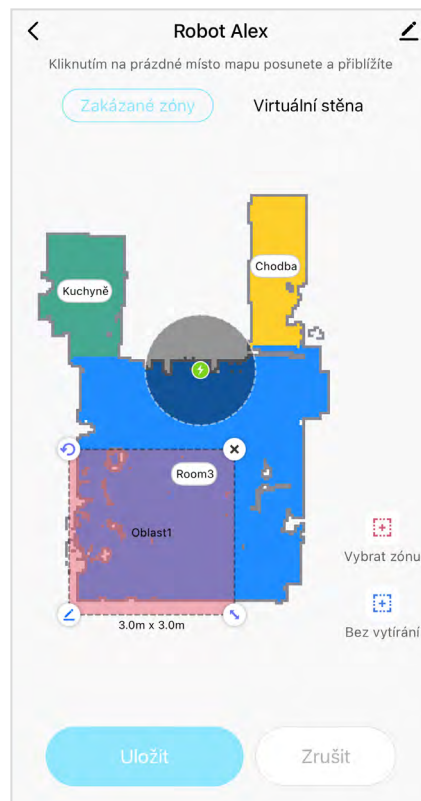 Robot Alex
Kliknutím na prázdné místo mapu posunete a přiblížíte
Zakázané zóny
Virtuální stěna
Chodba
Kuchyně
Room3
Oblast1
Vybrat zónu
3.0m x 3.0m
Bez vytírání
Uložit
Zrušit